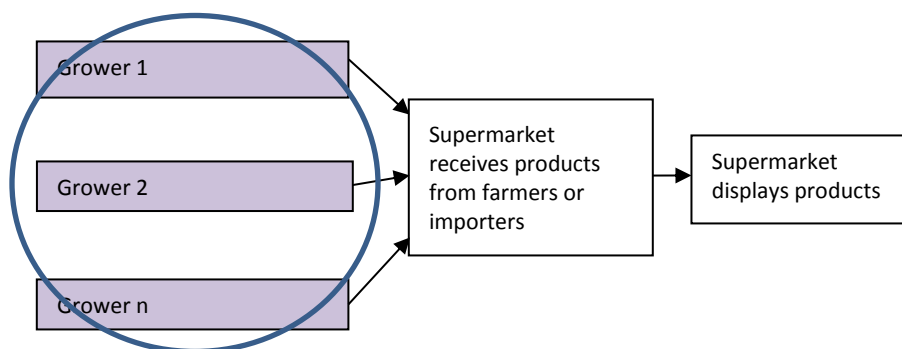 Grower 1
Grower 2
Grower n
Supermarket
receives products
from farmers or
importers
Supermarket
displays products